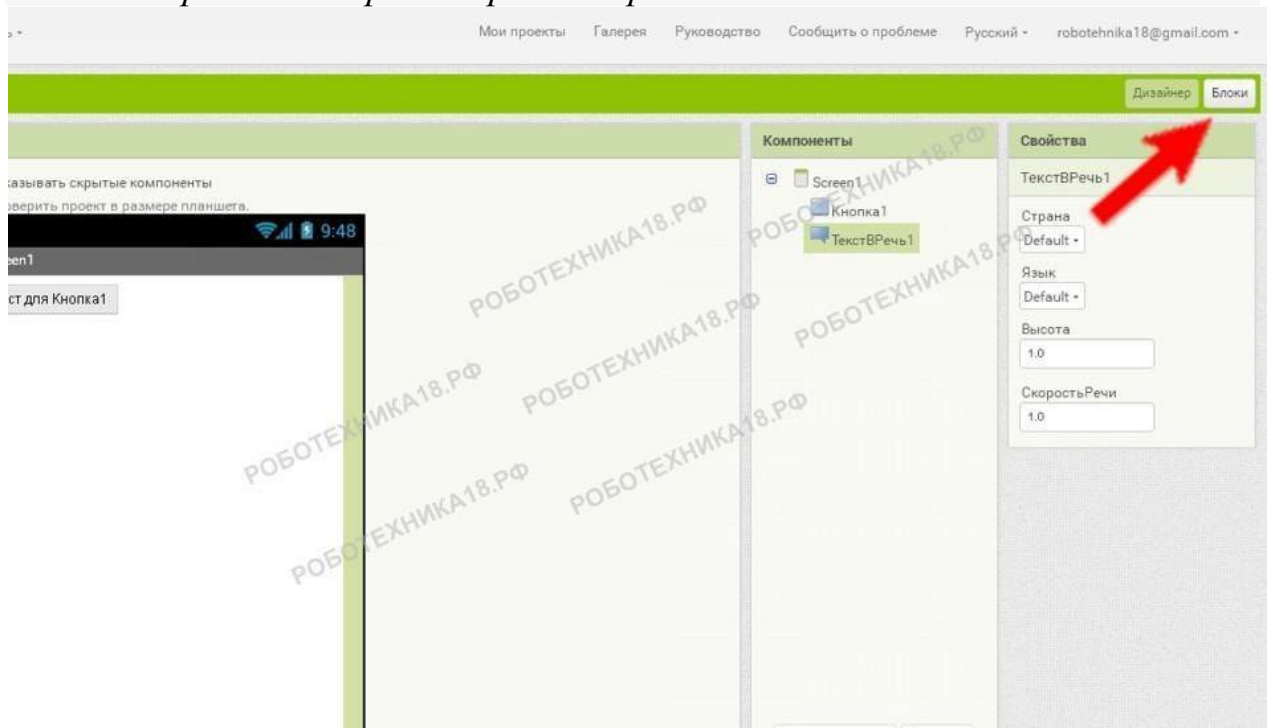 Мои проекты Галерея Руководство Сообщить о проблеме Русский robotehnika18@gmail.com
Дизайнер Блоки
казывать скрытые компоненты
оверить проект в размере планшета.
9:48
een1
ст для Кнопка1
Компоненты
Screen1
Кнопка1
ТекстВРечь1
Свойства
ТекстВРечь1
Страна
Default
Язык
Default
Высота
1.0
СкоростьРечи
1.0
РОБОТЕХНИКА18.РФ
РОБОТЕХНИКА18.РФ
РОБОТЕХНИКА18.РФ
РОБОТЕХНИКА18.РФ
РОБОТЕХНИКА18.РФ
РОБОТЕХНИКА18.РФ
РОБОТЕХНИКА18.РФ